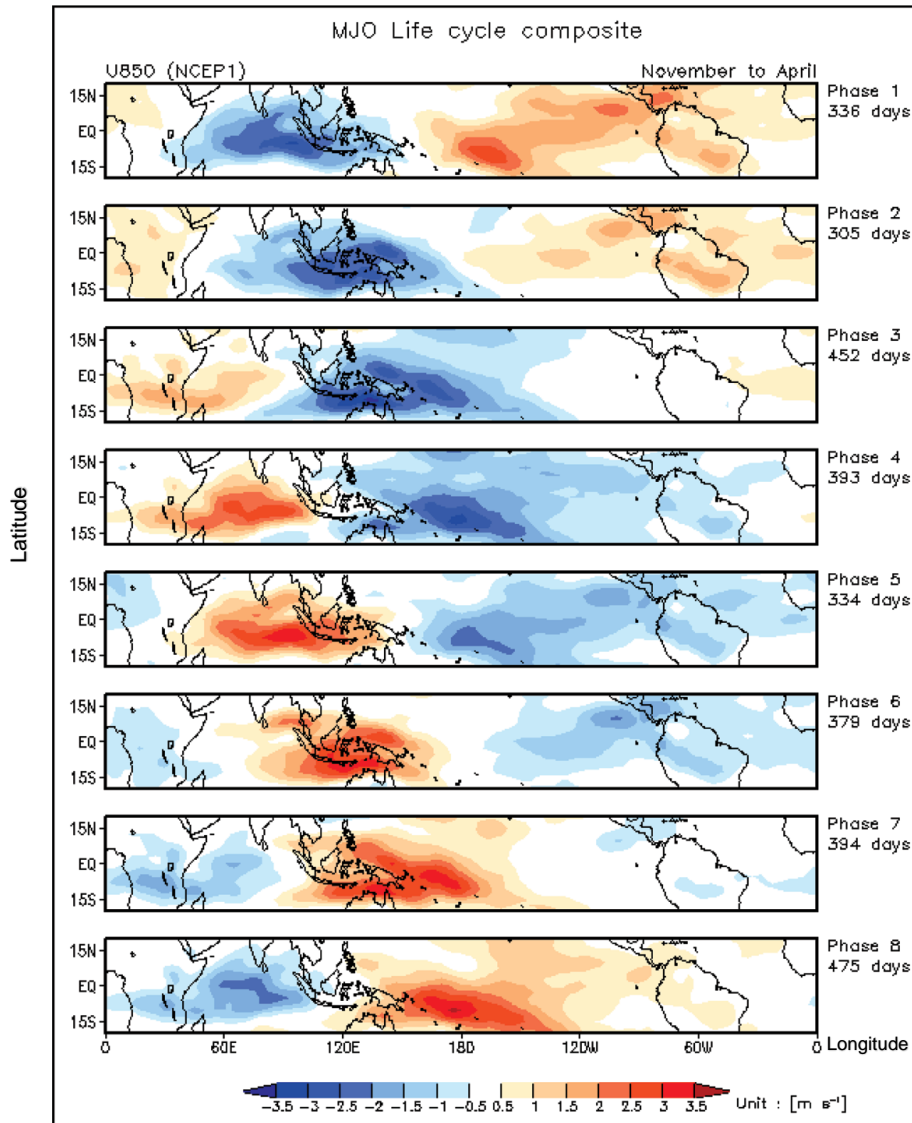 MJO Life cycle composite
U850 (NCEP1) November to April
15N
EQ
15S
Phase 1
336 days
15N
EQ
15S
Phase 2
305 days
15N
EQ
15S
Phase 3
452 days
15N
EQ
15S
Phase 4
393 days
Latitude
15N
EQ
15S
Phase 5
334 days
15N
EQ
15S
Phase 6
379 days
15N
EQ
15S
Phase 7
394 days
15N
EQ
15S
Phase 8
475 days
0 60E 120E 180 120W 60W 0 Longitude
-3.5 -3 -2.5 -2 -1.5 -1 -0.5 0.5 1 1.5 2 2.5 3 3.5 Unit : [m s⁻¹]